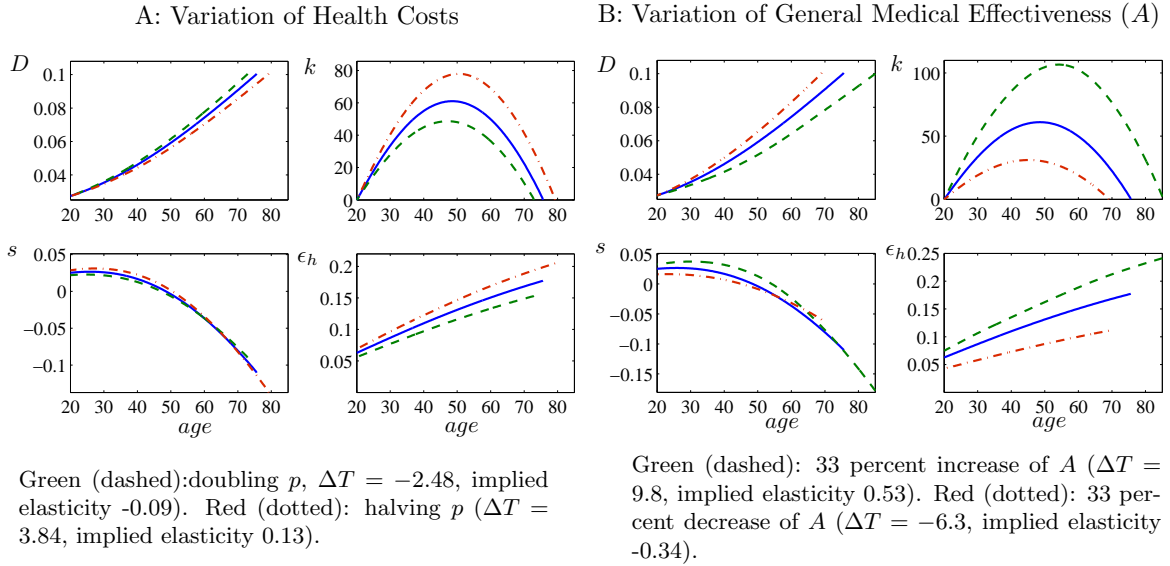 A: Variation of Health Costs
D
0.1
0.08
0.06
0.04
20 30 40 50 60 70 80
k
80
60
40
20
0
20 30 40 50 60 70 80
s
0.05
0
−0.05
−0.1
20 30 40 50 60 70 80
age
ϵh
0.2
0.15
0.1
0.05
20 30 40 50 60 70 80
age
Green (dashed):doubling p, ΔT = −2.48, implied
elasticity -0.09). Red (dotted): halving p (ΔT =
3.84, implied elasticity 0.13).
B: Variation of General Medical Effectiveness (A)
D
0.1
0.08
0.06
0.04
20 30 40 50 60 70 80
k
100
50
0
20 30 40 50 60 70 80
s
0.05
0
−0.05
−0.1
−0.15
20 30 40 50 60 70 80
age
ϵh
0.25
0.2
0.15
0.1
0.05
20 30 40 50 60 70 80
age
Green (dashed): 33 percent increase of A (ΔT =
9.8, implied elasticity 0.53). Red (dotted): 33 per-
cent decrease of A (ΔT = −6.3, implied elasticity
-0.34).